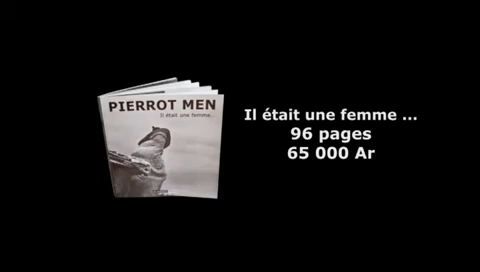 PIERROT MEN
Il était une femme...
Il était une femme ...
96 pages
65 000 Ar